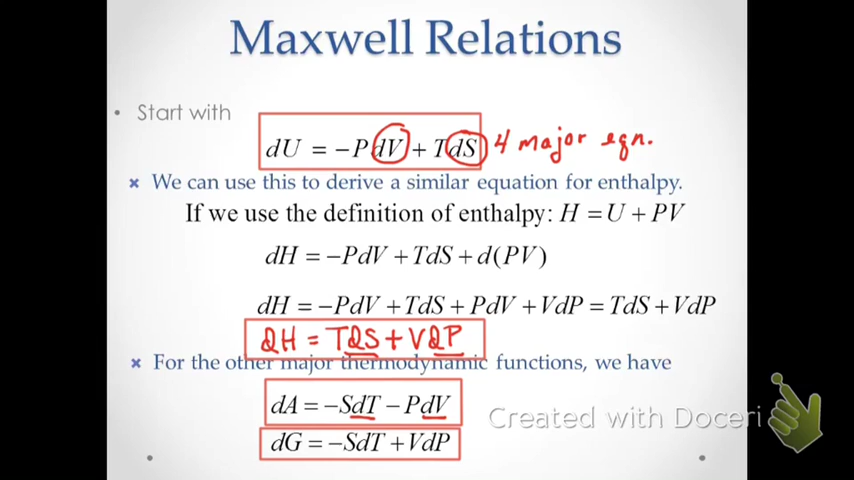 Maxwell Relations
• Start with
dU = −PdV + TdS 4 major eqn.
× We can use this to derive a similar equation for enthalpy.
If we use the definition of enthalpy: H = U + PV
dH = −PdV + TdS + d(PV)
dH = −PdV + TdS + PdV + VdP = TdS + VdP
dH = TdS + VdP
× For the other major thermodynamic functions, we have
dA = −SdT − PdV
Created with Doceri
dG = −SdT + VdP